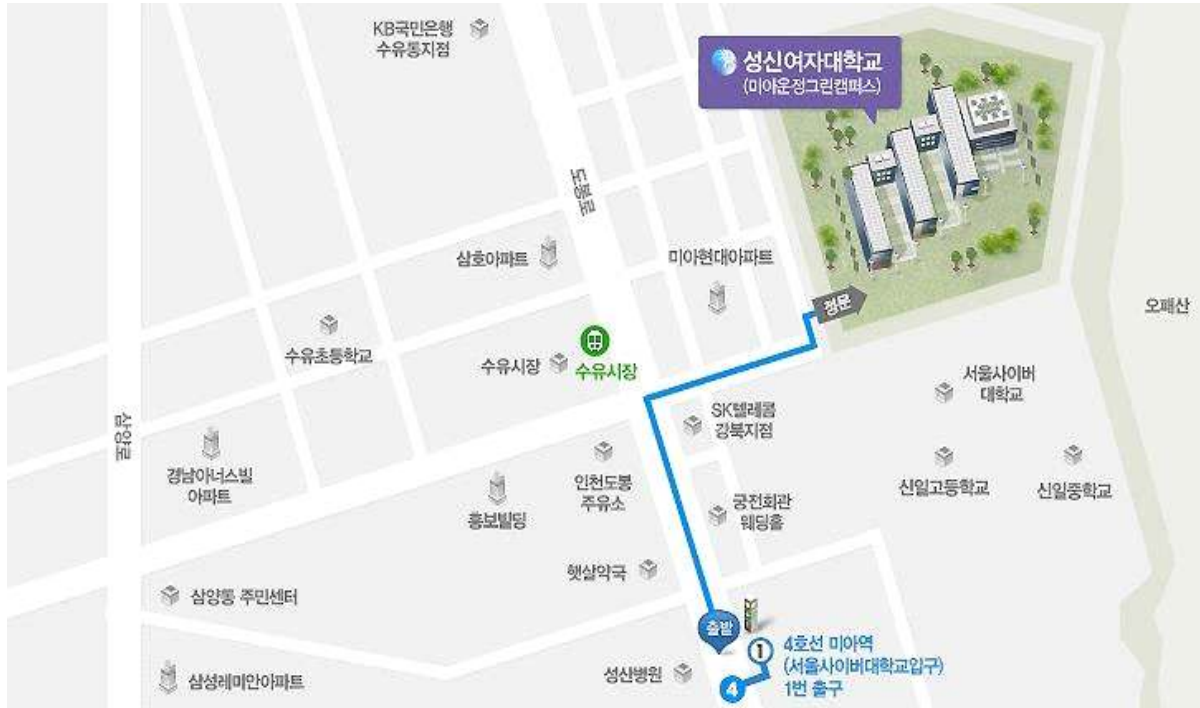 KB국민은행
수유동지점
성신여자대학교
(미아운정그린캠퍼스)
도봉로
삼호아파트
미아현대아파트
정문
오패산
수유초등학교
수유시장
수유시장
서울사이버
대학교
SK텔레콤
강북지점
삼양로
경남아너스빌
아파트
홍보빌딩
인천도봉
주유소
신일고등학교
신일중학교
궁전회관
웨딩홀
햇살약국
삼양동 주민센터
출발
1
4호선 미아역
(서울사이버대학교입구)
1번 출구
4
성산병원
삼성레미안아파트